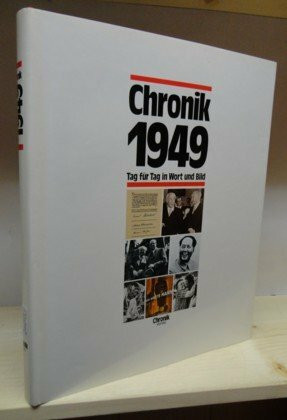 Chronik
1949
Tag für Tag in Wort und Bild
Chronik
1949